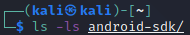 ┌──(kali㉿kali)-[~]
└─$ ls -ls android-sdk/